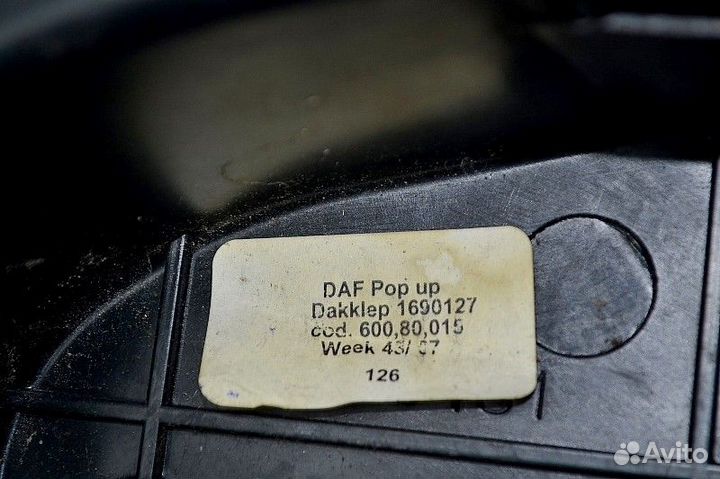 DAF Pop up
Dakklep 1690127
cod. 600,80,015
Week 43/
126
Avito